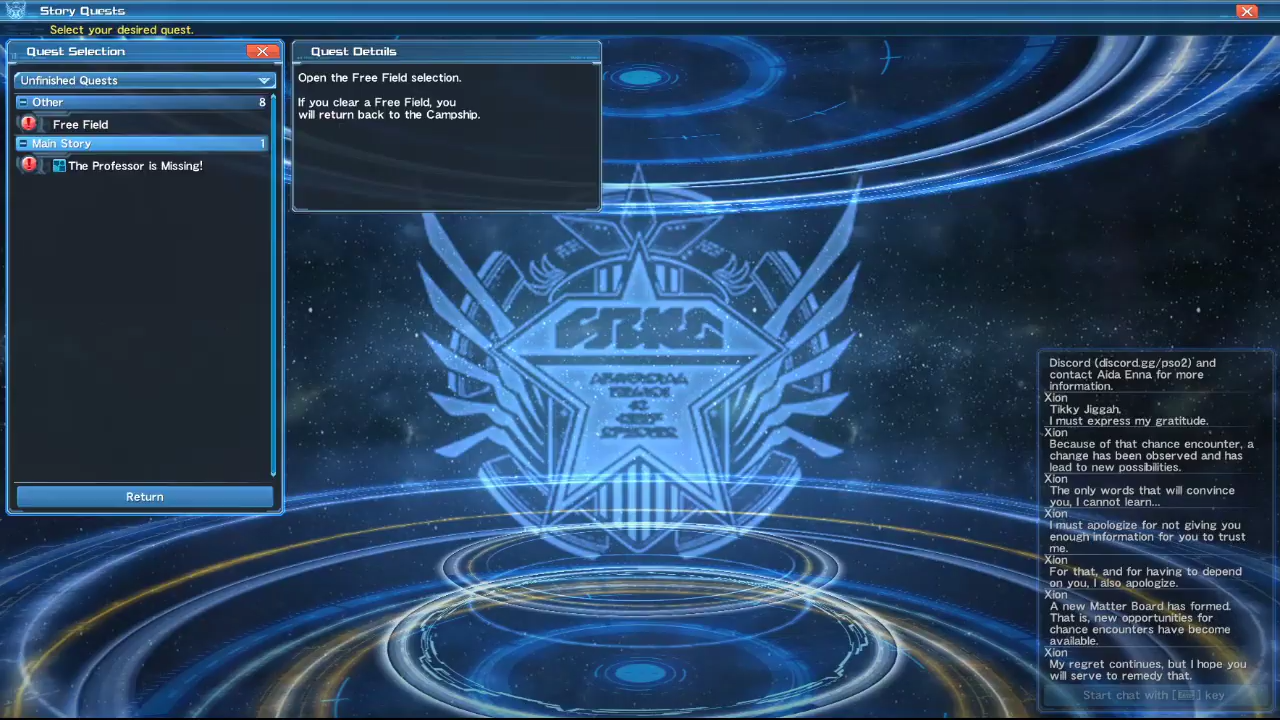 Story Quests
Select your desired quest.
Quest Selection
Unfinished Quests
Other 8
Free Field
Main Story 1
The Professor is Missing!
Return
Quest Details
Open the Free Field selection.
If you clear a Free Field, you
will return back to the Campship.
Discord (discord.gg/pso2) and
contact Aida Enna for more
information.
Xion
Tikky Jiggah.
I must express my gratitude.
Xion
Because of that chance encounter, a
change has been observed and has
lead to new possibilities.
Xion
The only words that will convince
you, I cannot learn...
Xion
I must apologize for not giving you
enough information for you to trust
me.
Xion
For that, and for having to depend
on you, I also apologize.
Xion
A new Matter Board has formed.
That is, new opportunities for
chance encounters have become
available.
Xion
My regret continues, but I hope you
will serve to remedy that.
Start chat with [Enter] key